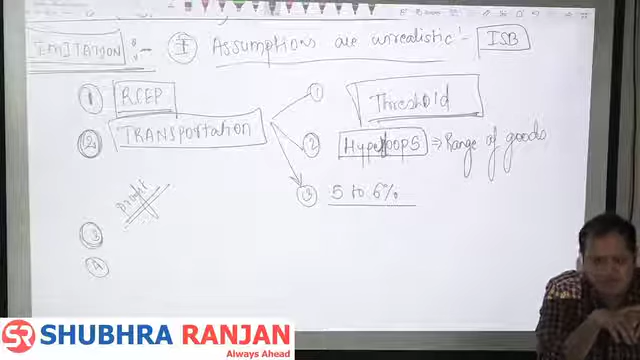 LIMITATION :- I Assumptions are unrealistic :- ISB
1 RCEP
2 TRANSPORTATION
1 Threshold
2 Hyperloops ⇒ Range of goods
3 5 to 6%
3
4
SR SHUBHRA RANJAN
Always Ahead